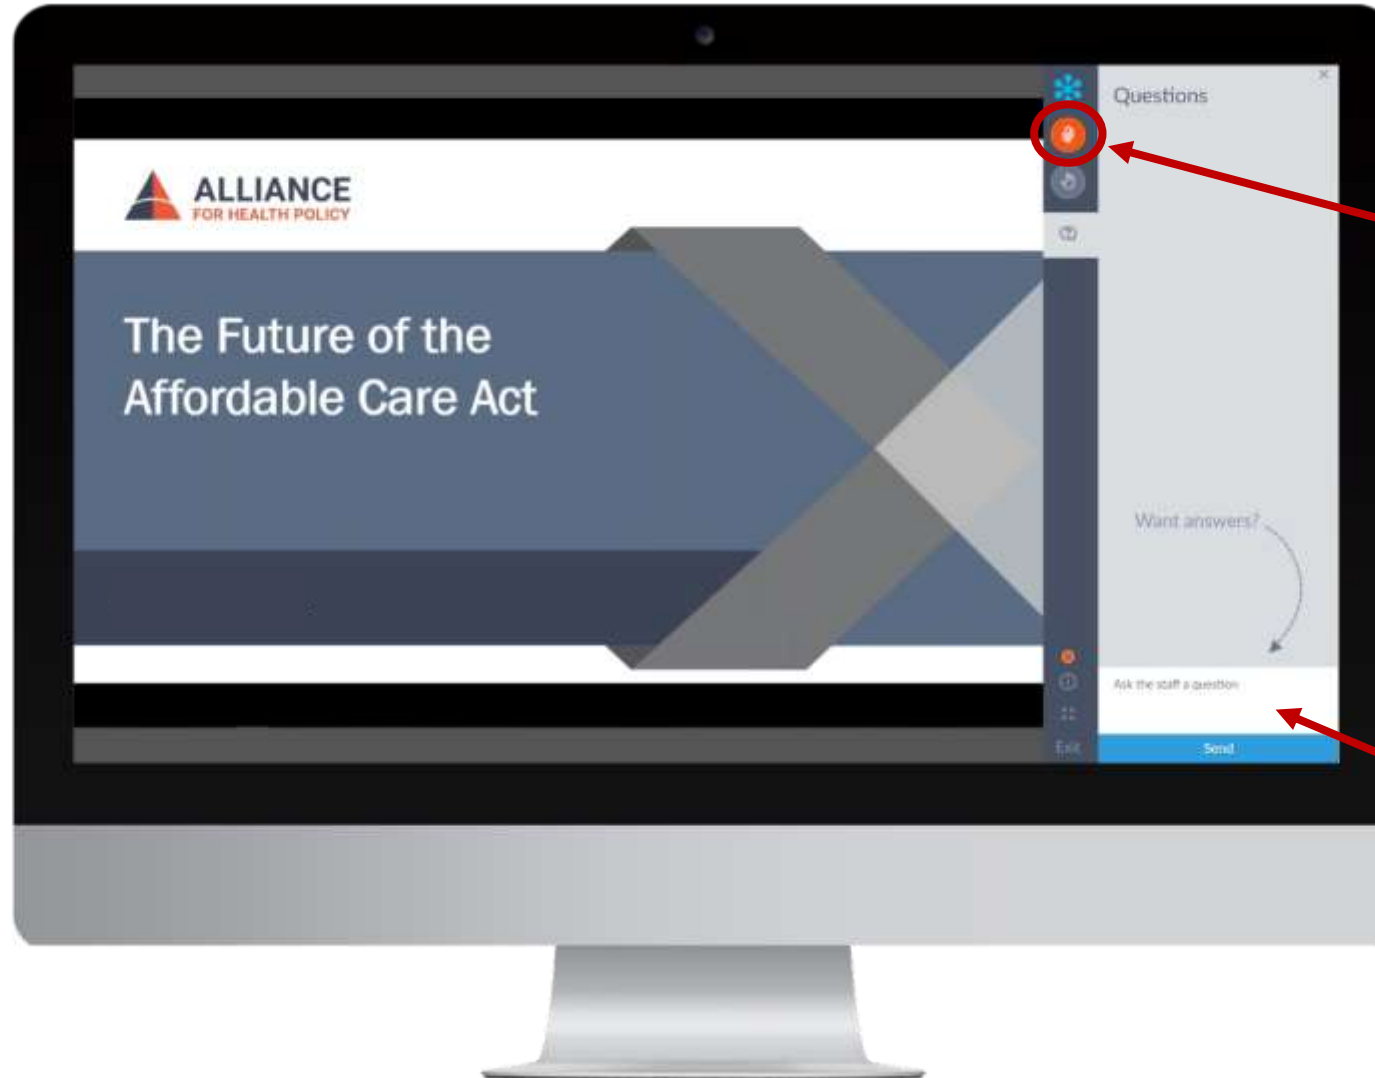 ALLIANCE
FOR HEALTH POLICY
The Future of the
Affordable Care Act
Questions
Want answers?
Ask the staff a question
Exit
Send